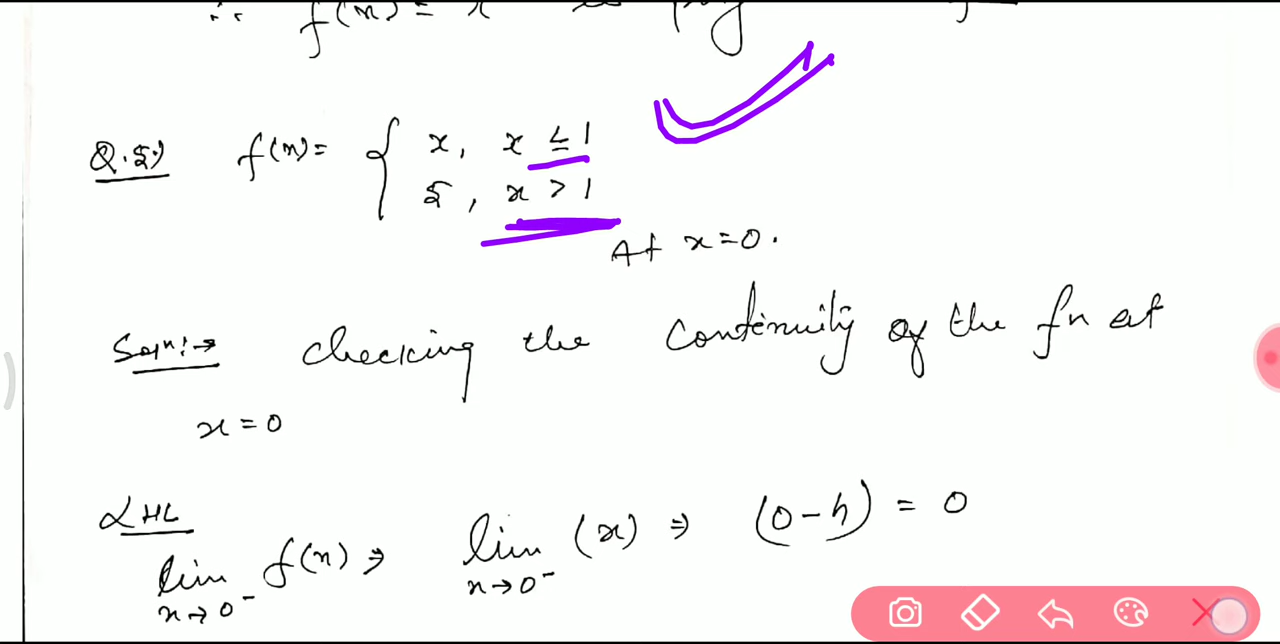 ∴ f(x) = x
Q.5) f(x) = { x, x ≤ 1
5, x > 1
At x=0.
Soln:→ checking the continuity of the fn at
x = 0
LHL
lim x→0⁻ f(x) ⇒ lim x→0⁻ (x) ⇒ (0-h) = 0